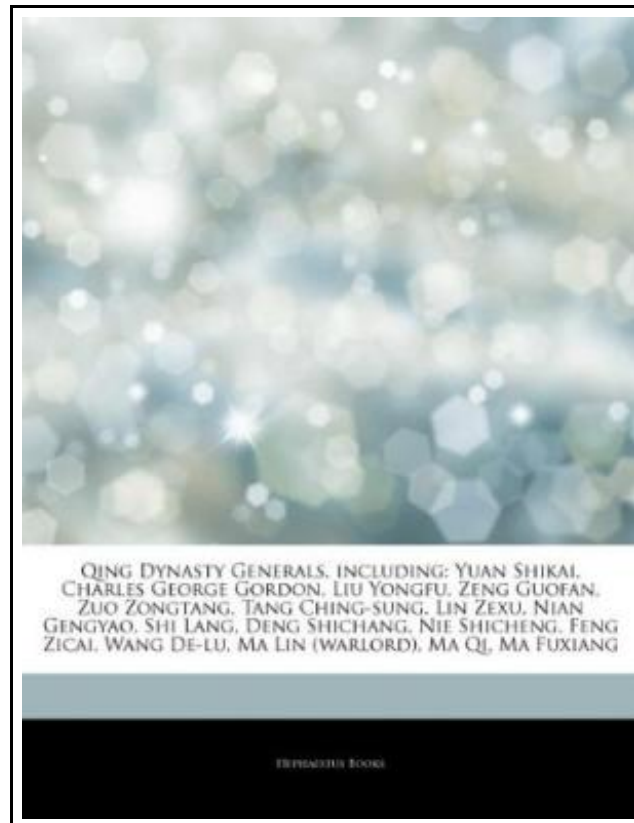 Qing Dynasty Generals, including: Yuan Shikai,
Charles George Gordon, Liu Yongfu, Zeng Guofan,
Zuo Zongtang, Tang Ching-sung, Lin Zexu, Nian
Gengyao, Shi Lang, Deng Shichang, Nie Shicheng, Feng
Zicai, Wang De-lu, Ma Lin (warlord), Ma Qi, Ma Fuxiang
Hephaestus Books